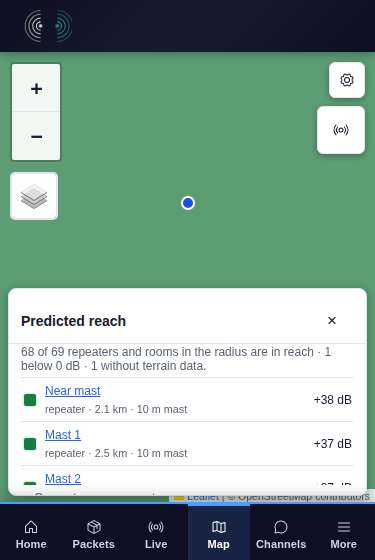 +
−
Predicted reach
×
68 of 69 repeaters and rooms in the radius are in reach · 1
below 0 dB · 1 without terrain data.
Near mast
+38 dB
repeater · 2.1 km · 10 m mast
Mast 1
+37 dB
repeater · 2.5 km · 10 m mast
Mast 2
Leaflet | © OpenStreetMap contributors
Home
Packets
Live
Map
Channels
More